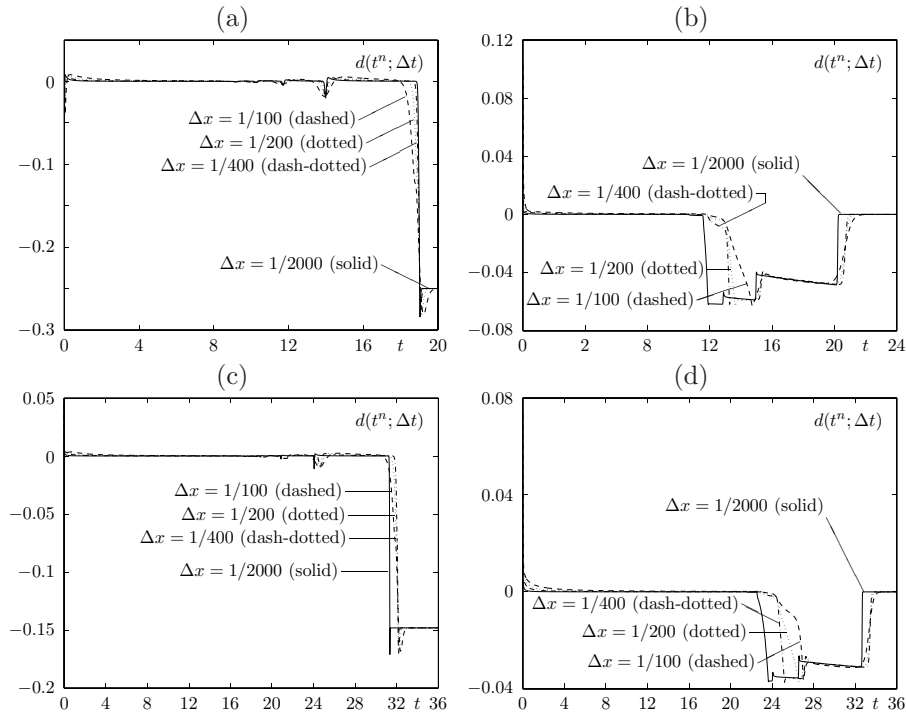 (a)
d(tⁿ; Δt)
0
−0.1
−0.2
−0.3
Δx = 1/100 (dashed)
Δx = 1/200 (dotted)
Δx = 1/400 (dash-dotted)
Δx = 1/2000 (solid)
0 4 8 12 16 t 20
(b)
0.12
0.08
0.04
0
−0.04
−0.08
d(tⁿ; Δt)
Δx = 1/2000 (solid)
Δx = 1/400 (dash-dotted)
Δx = 1/200 (dotted)
Δx = 1/100 (dashed)
0 2 12 16 20 t 24
(c)
0.05
0
−0.05
−0.1
−0.15
−0.2
d(tⁿ; Δt)
Δx = 1/100 (dashed)
Δx = 1/200 (dotted)
Δx = 1/400 (dash-dotted)
Δx = 1/2000 (solid)
0 4 8 12 16 20 24 28 32 t 36
(d)
0.08
0.04
0
−0.04
d(tⁿ; Δt)
Δx = 1/2000 (solid)
Δx = 1/400 (dash-dotted)
Δx = 1/200 (dotted)
Δx = 1/100 (dashed)
0 4 8 12 16 20 24 28 32 t 36